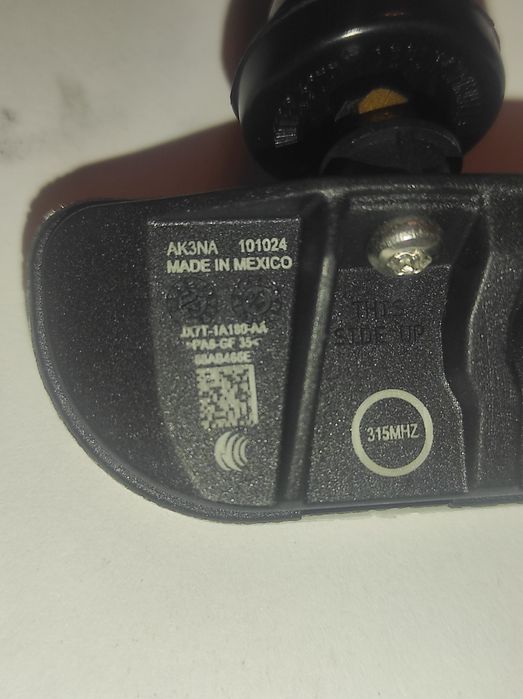 AK3NA 101024
MADE IN MEXICO
JX7T-1A180-AA
>PA6-GF 35<
THIS
SIDE UP
315MHZ